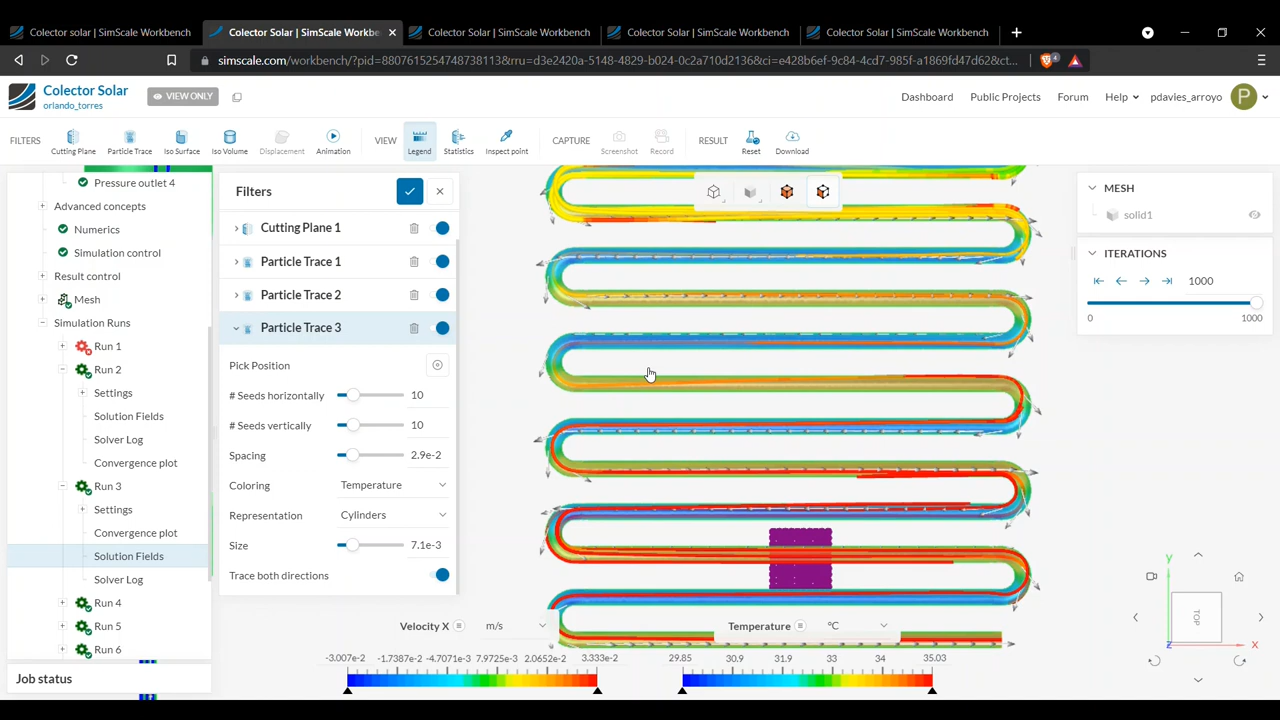 Colector solar | SimScale Workbench
Colector Solar | SimScale Workbe
Colector Solar | SimScale Workbench
Colector Solar | SimScale Workbench
Colector Solar | SimScale Workbench
simscale.com/workbench/?pid=8807615254748738113&rru=d3e2420a-5148-4829-b024-0c2a710d2136&ci=e428b6ef-9c84-4cd7-985f-a1869fd47d62&ct...
4
Colector Solar
orlando_torres
VIEW ONLY
Dashboard
Public Projects
Forum
Help
pdavies_arroyo
P
FILTERS
Cutting Plane
Particle Trace
Iso Surface
Iso Volume
Displacement
Animation
VIEW
Legend
Statistics
Inspect point
CAPTURE
Screenshot
Record
RESULT
Reset
Download
Pressure outlet 4
Advanced concepts
Numerics
Simulation control
Result control
Mesh
Simulation Runs
Run 1
Run 2
Settings
Solution Fields
Solver Log
Convergence plot
Run 3
Settings
Convergence plot
Solution Fields
Solver Log
Run 4
Run 5
Run 6
Job status
Filters
Cutting Plane 1
Particle Trace 1
Particle Trace 2
Particle Trace 3
Pick Position
# Seeds horizontally 10
# Seeds vertically 10
Spacing 2.9e-2
Coloring Temperature
Representation Cylinders
Size 7.1e-3
Trace both directions
MESH
solid1
ITERATIONS
1000
0 1000
Velocity X m/s
-3.007e-2 -1.7387e-2 -4.7071e-3 7.9725e-3 2.0652e-2 3.333e-2
Temperature °C
29.85 30.9 31.9 33 34 35.03
y
TOP
z
x